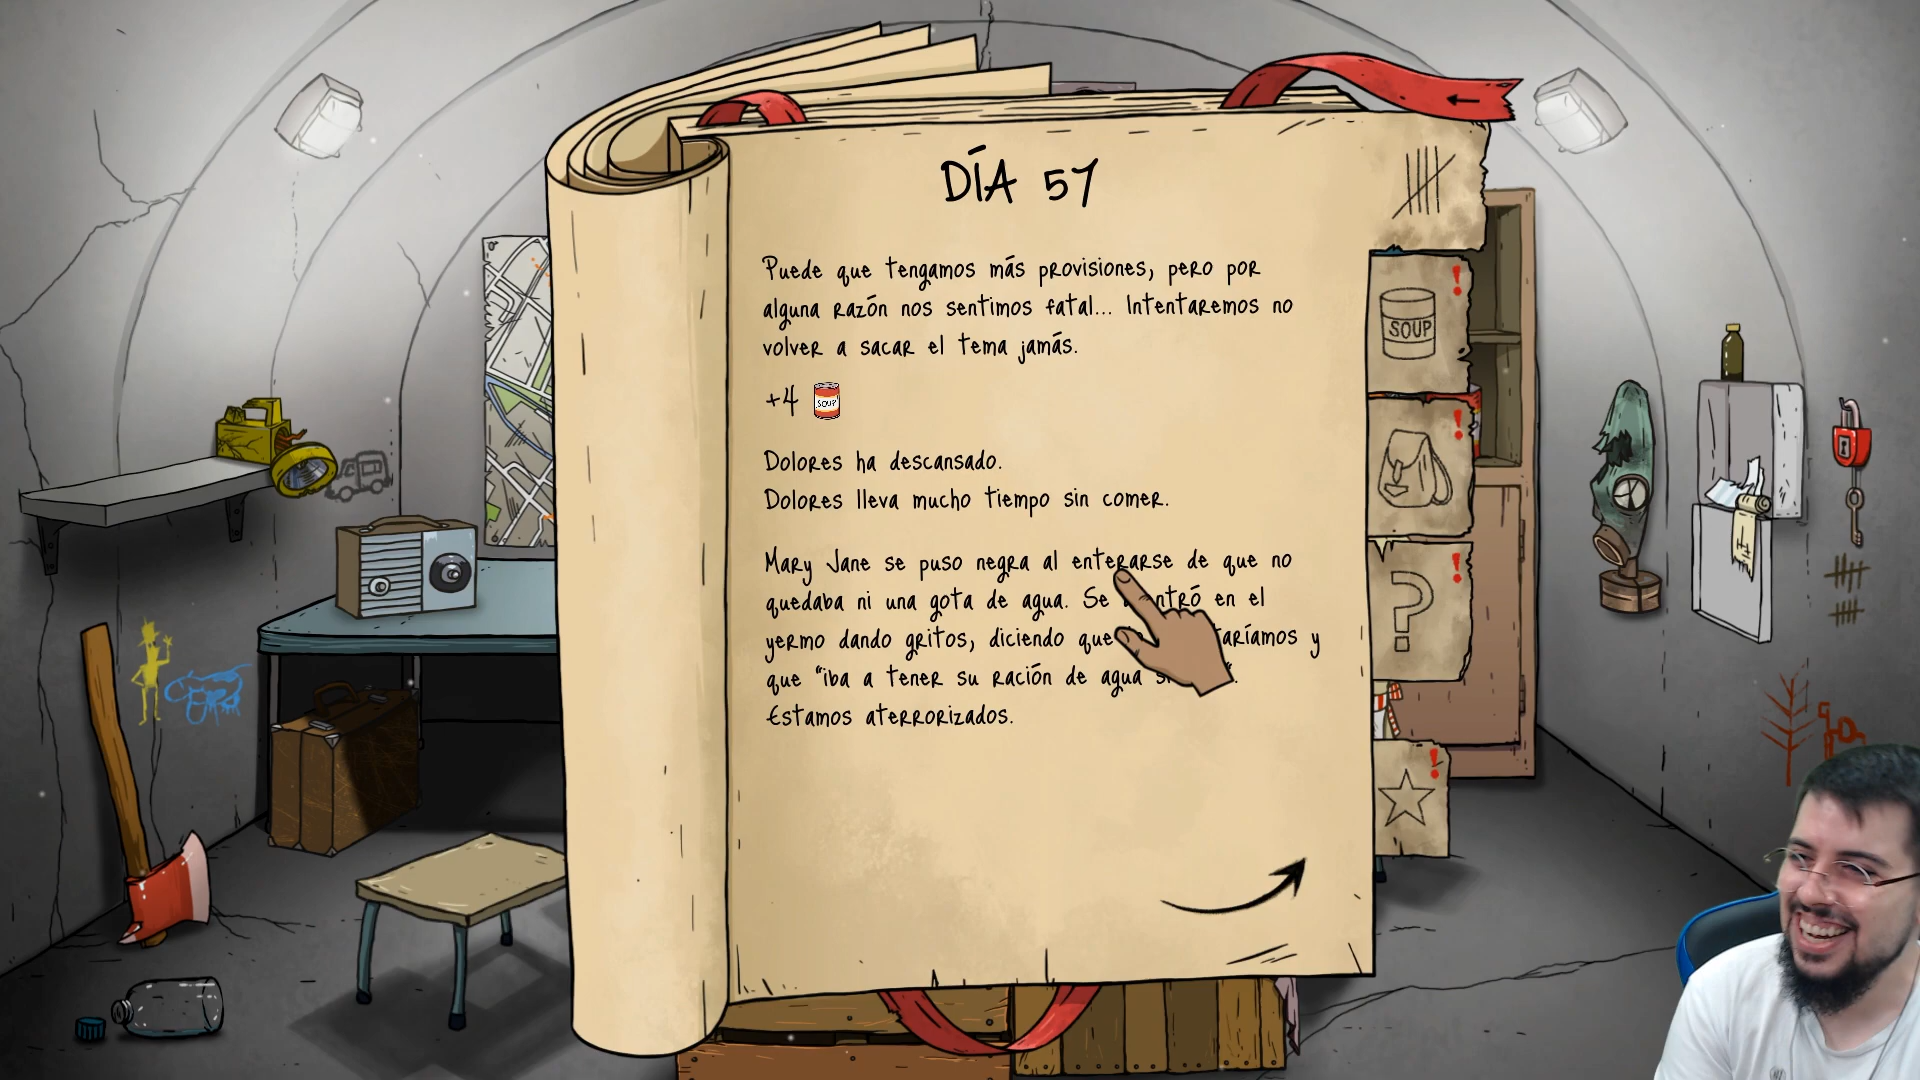 DÍA 57
Puede que tengamos más provisiones, pero por
alguna razón nos sentimos fatal... Intentaremos no
volver a sacar el tema jamás.
+4 SOUP
Dolores ha descansado.
Dolores lleva mucho tiempo sin comer.
Mary Jane se puso negra al enterarse de que no
quedaba ni una gota de agua. Se en el
yermo dando gritos, diciendo que y
que "iba a tener su ración de agua
Estamos aterrorizados.
SOUP
!
!
?
!
!